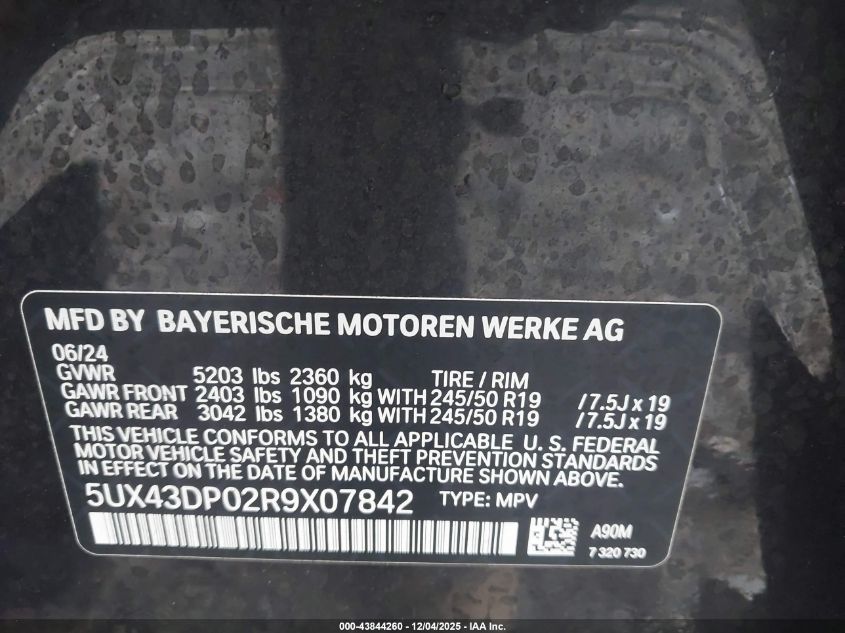 MFD BY BAYERISCHE MOTOREN WERKE AG
06/24
GVWR 5203 lbs 2360 kg TIRE / RIM
GAWR FRONT 2403 lbs 1090 kg WITH 245/50 R19 / 7.5J x 19
GAWR REAR 3042 lbs 1380 kg WITH 245/50 R19 / 7.5J x 19
THIS VEHICLE CONFORMS TO ALL APPLICABLE U. S. FEDERAL
MOTOR VEHICLE SAFETY AND THEFT PREVENTION STANDARDS
IN EFFECT ON THE DATE OF MANUFACTURE SHOWN ABOVE.
5UX43DP02R9X07842 TYPE: MPV
A90M
7 320 730
000-43844260 - 12/04/2025 - IAA Inc.